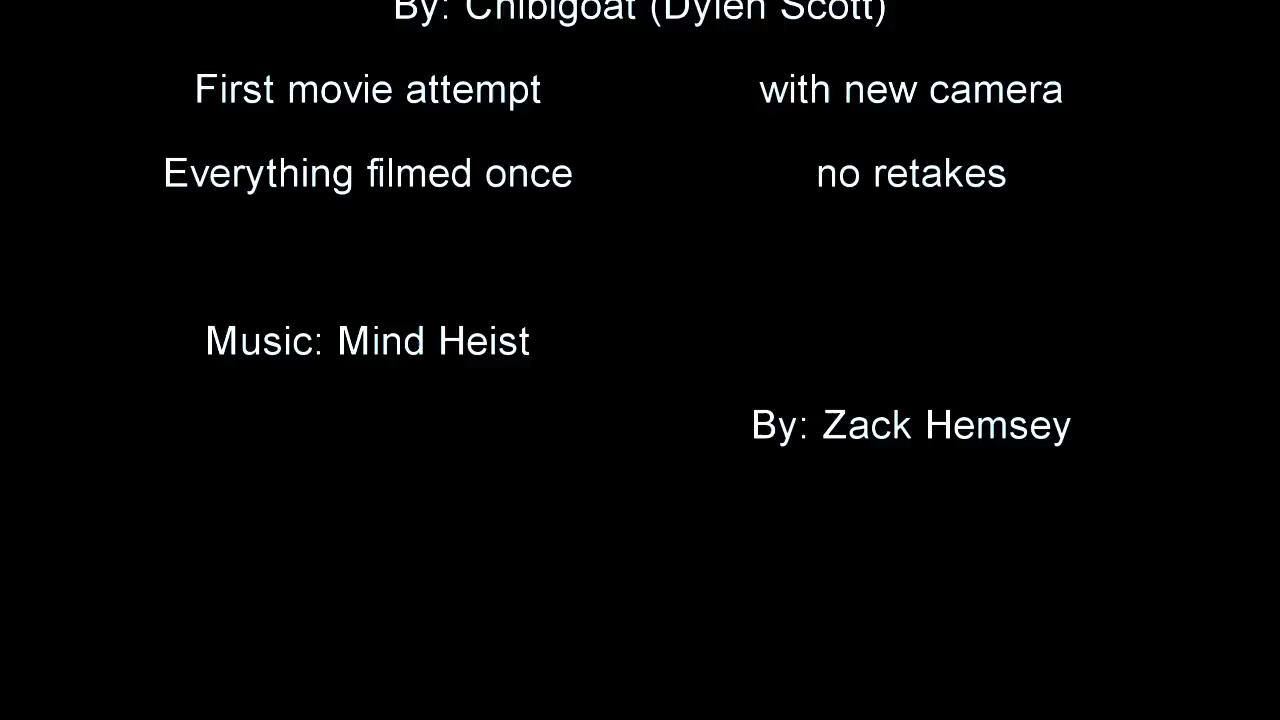 By: Chibigoat (Dylen Scott)
First movie attempt with new camera
Everything filmed once no retakes
Music: Mind Heist
By: Zack Hemsey